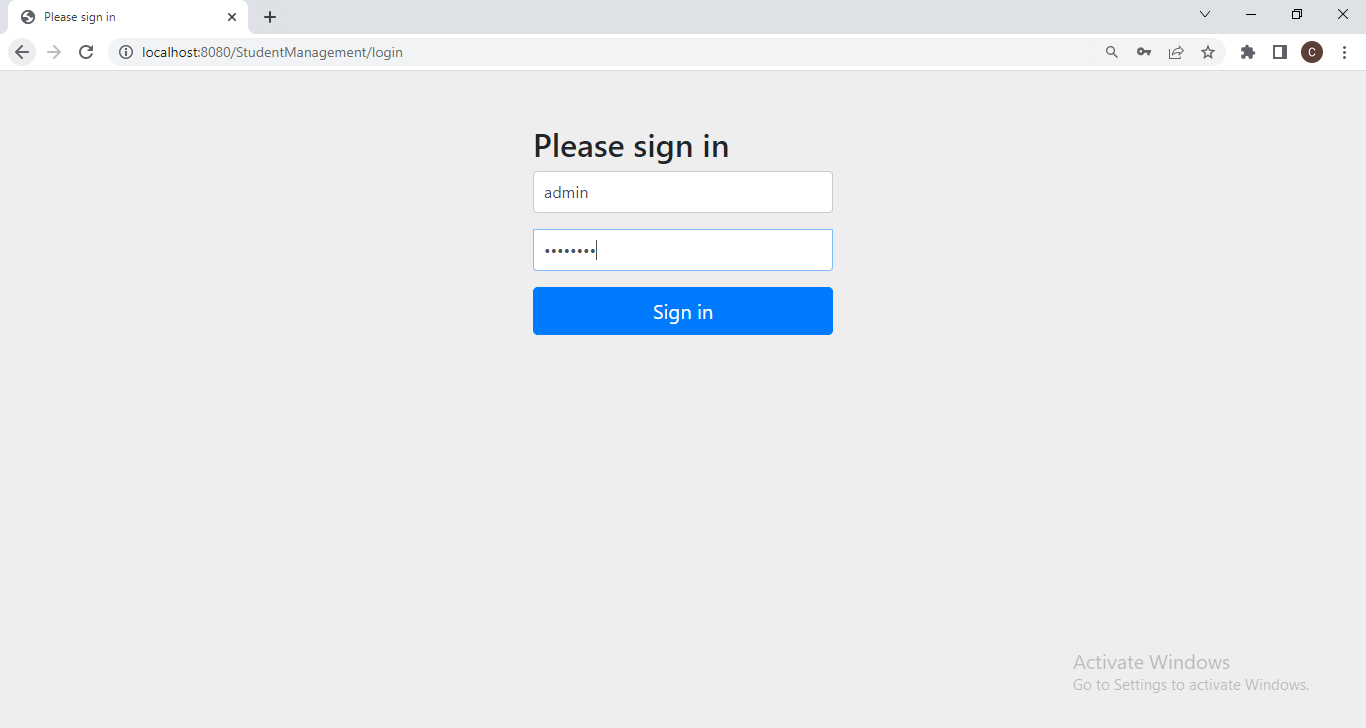 Please sign in
localhost:8080/StudentManagement/login
C
Please sign in
admin
••••••••
Sign in
Activate Windows
Go to Settings to activate Windows.